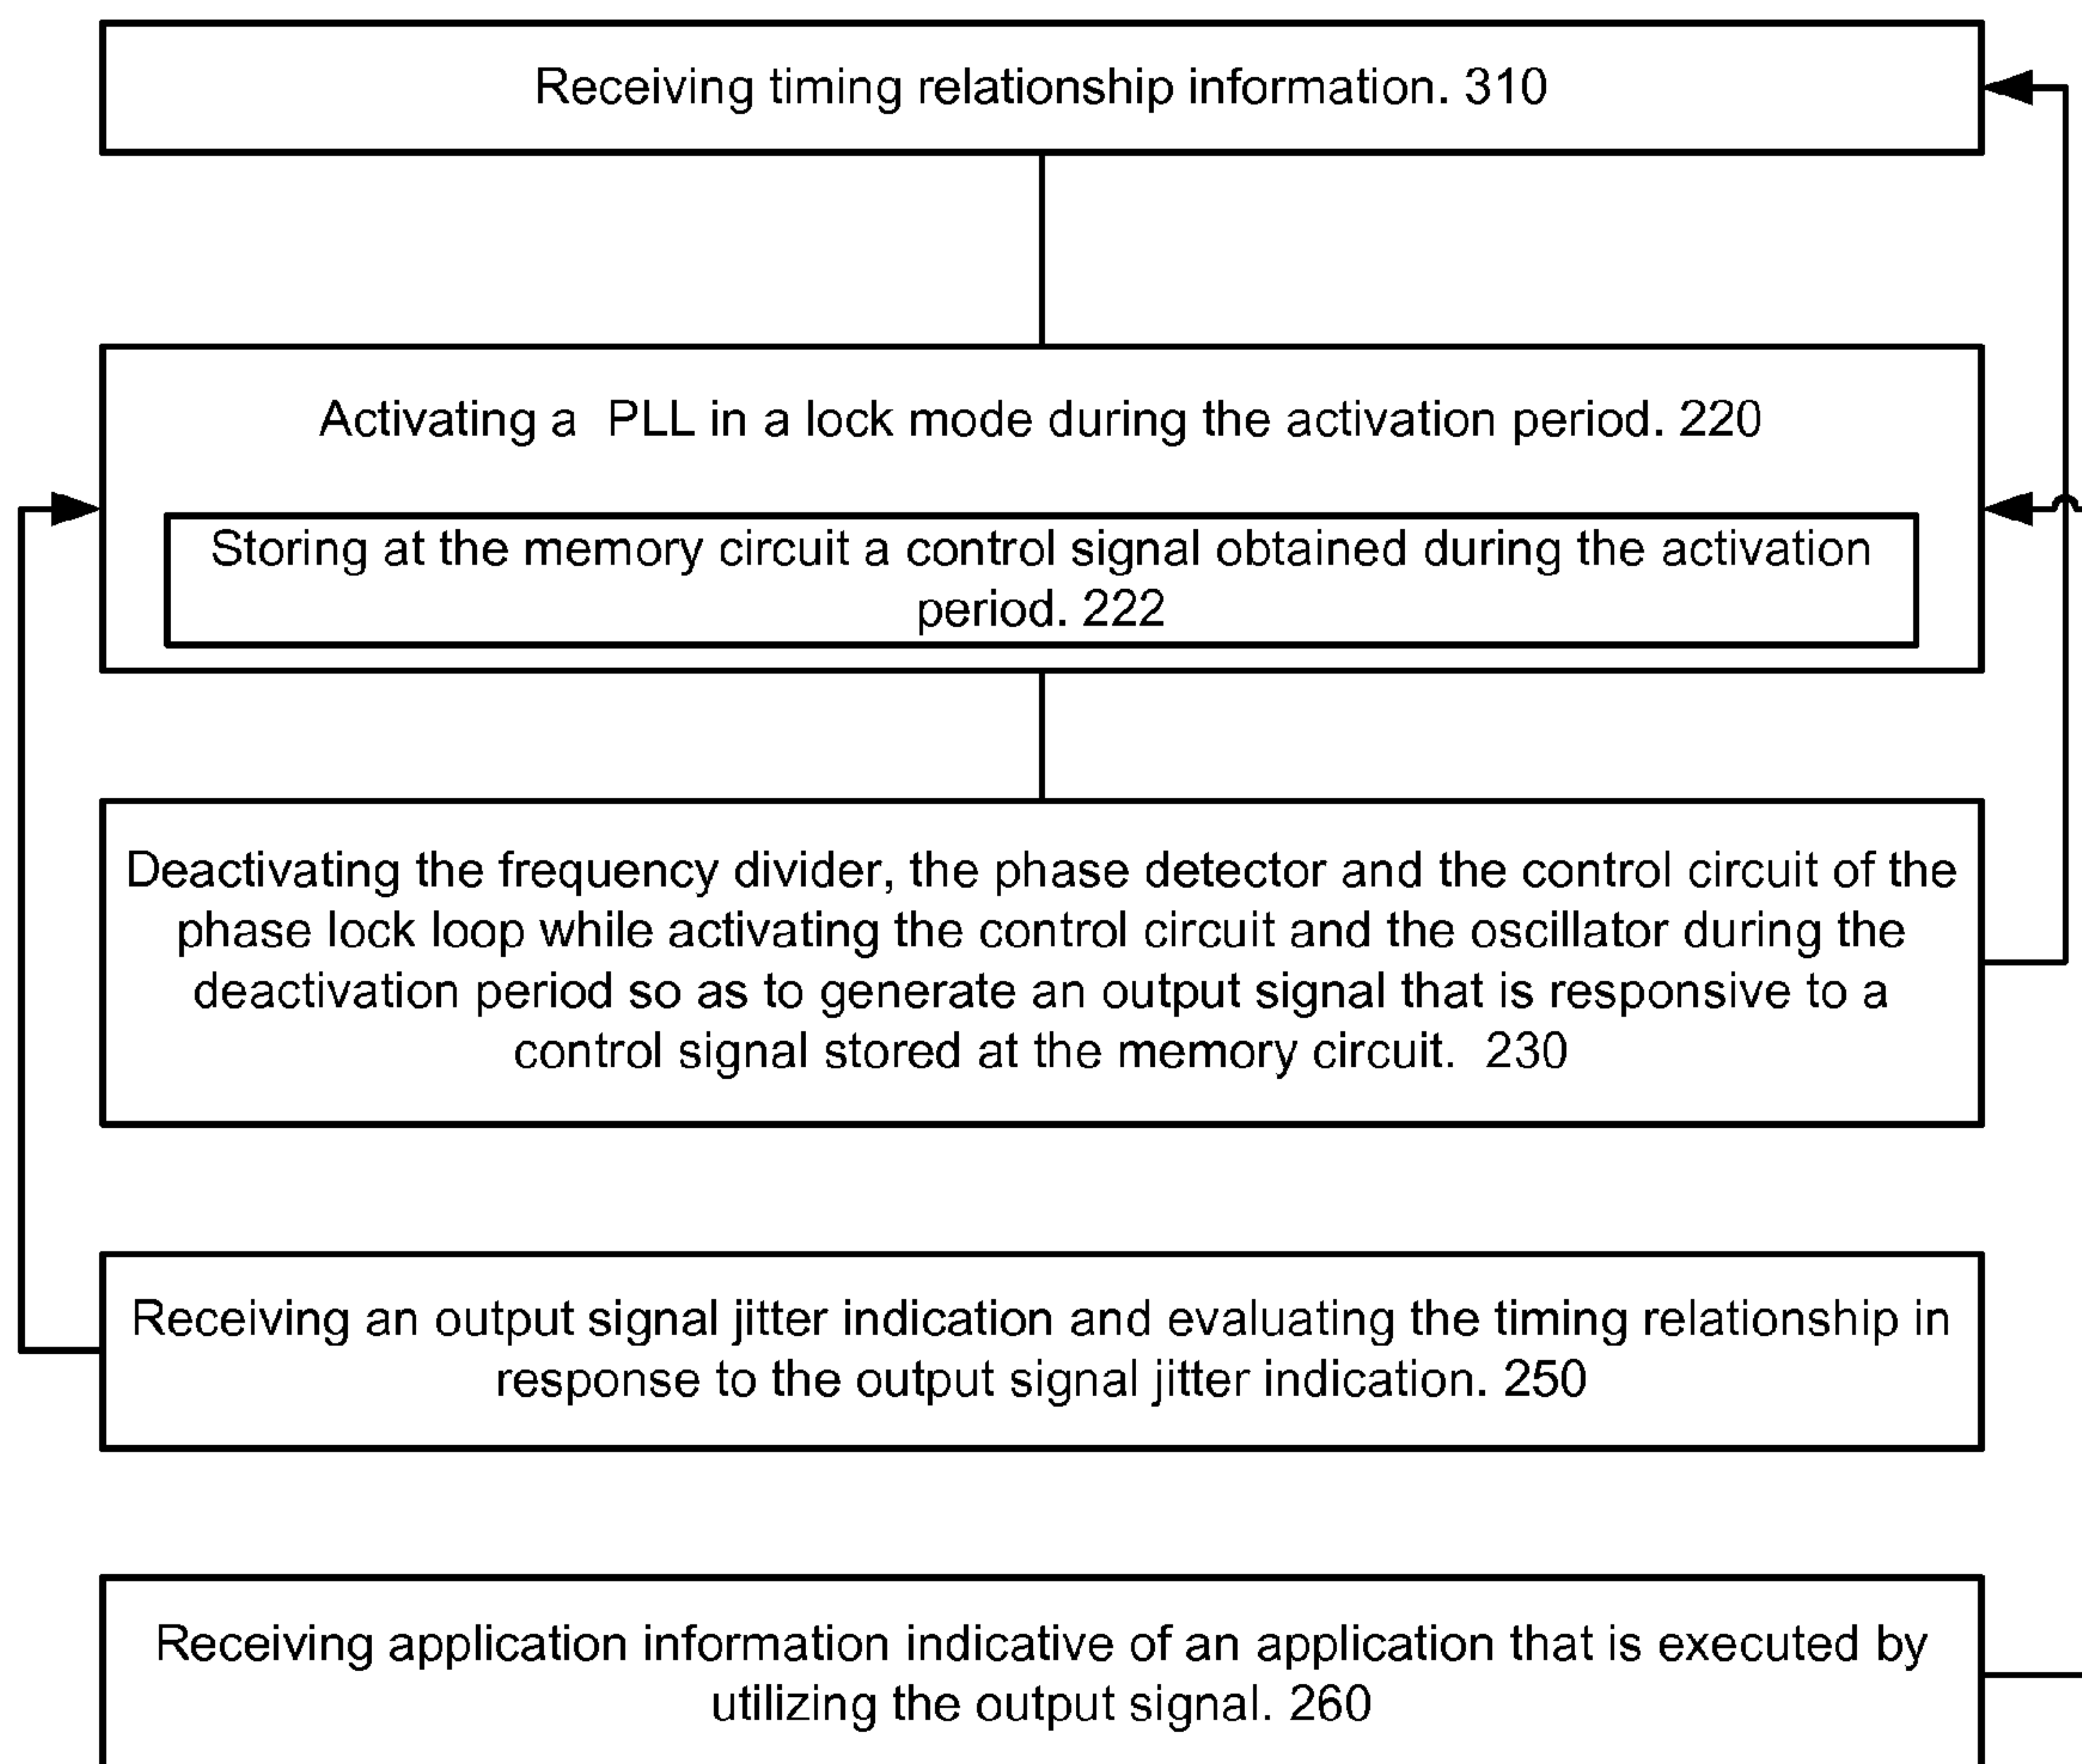 Receiving timing relationship information. 310
Activating a PLL in a lock mode during the activation period. 220
Storing at the memory circuit a control signal obtained during the activation
period. 222
Deactivating the frequency divider, the phase detector and the control circuit of the
phase lock loop while activating the control circuit and the oscillator during the
deactivation period so as to generate an output signal that is responsive to a
control signal stored at the memory circuit. 230
Receiving an output signal jitter indication and evaluating the timing relationship in
response to the output signal jitter indication. 250
Receiving application information indicative of an application that is executed by
utilizing the output signal. 260